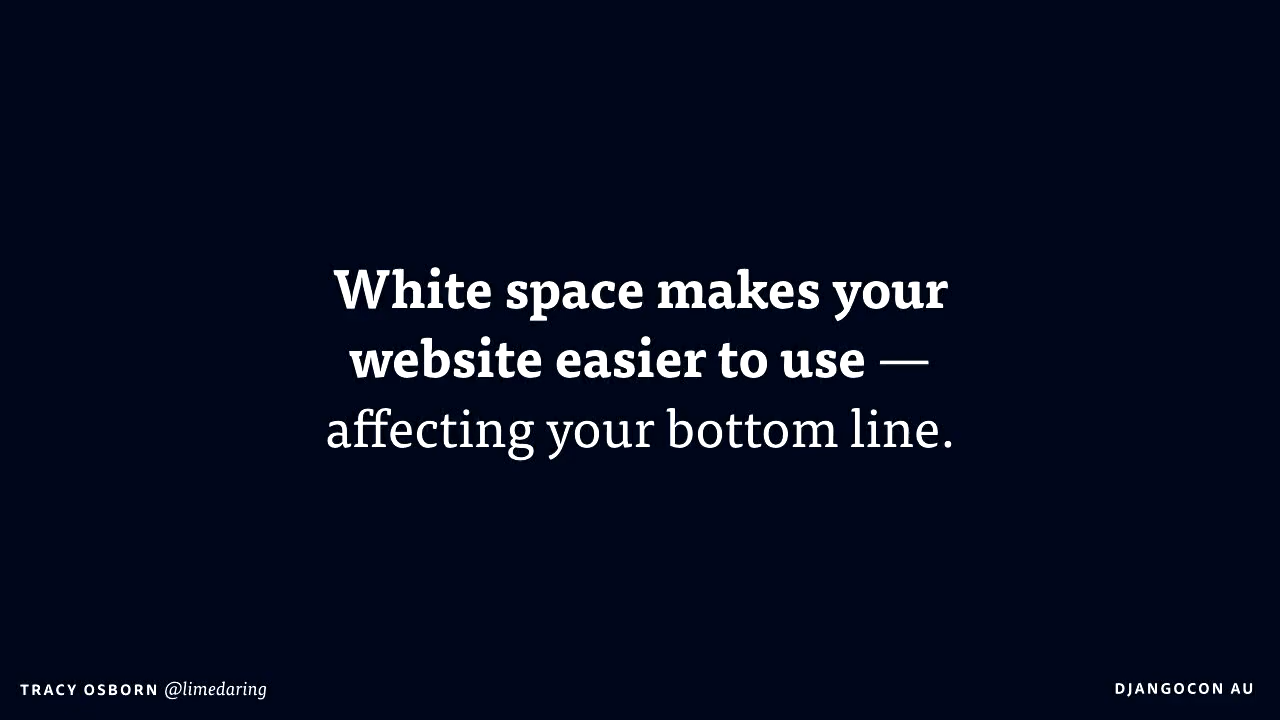 White space makes your
website easier to use —
affecting your bottom line.
TRACY OSBORN @limedaring
DJANGOCON AU